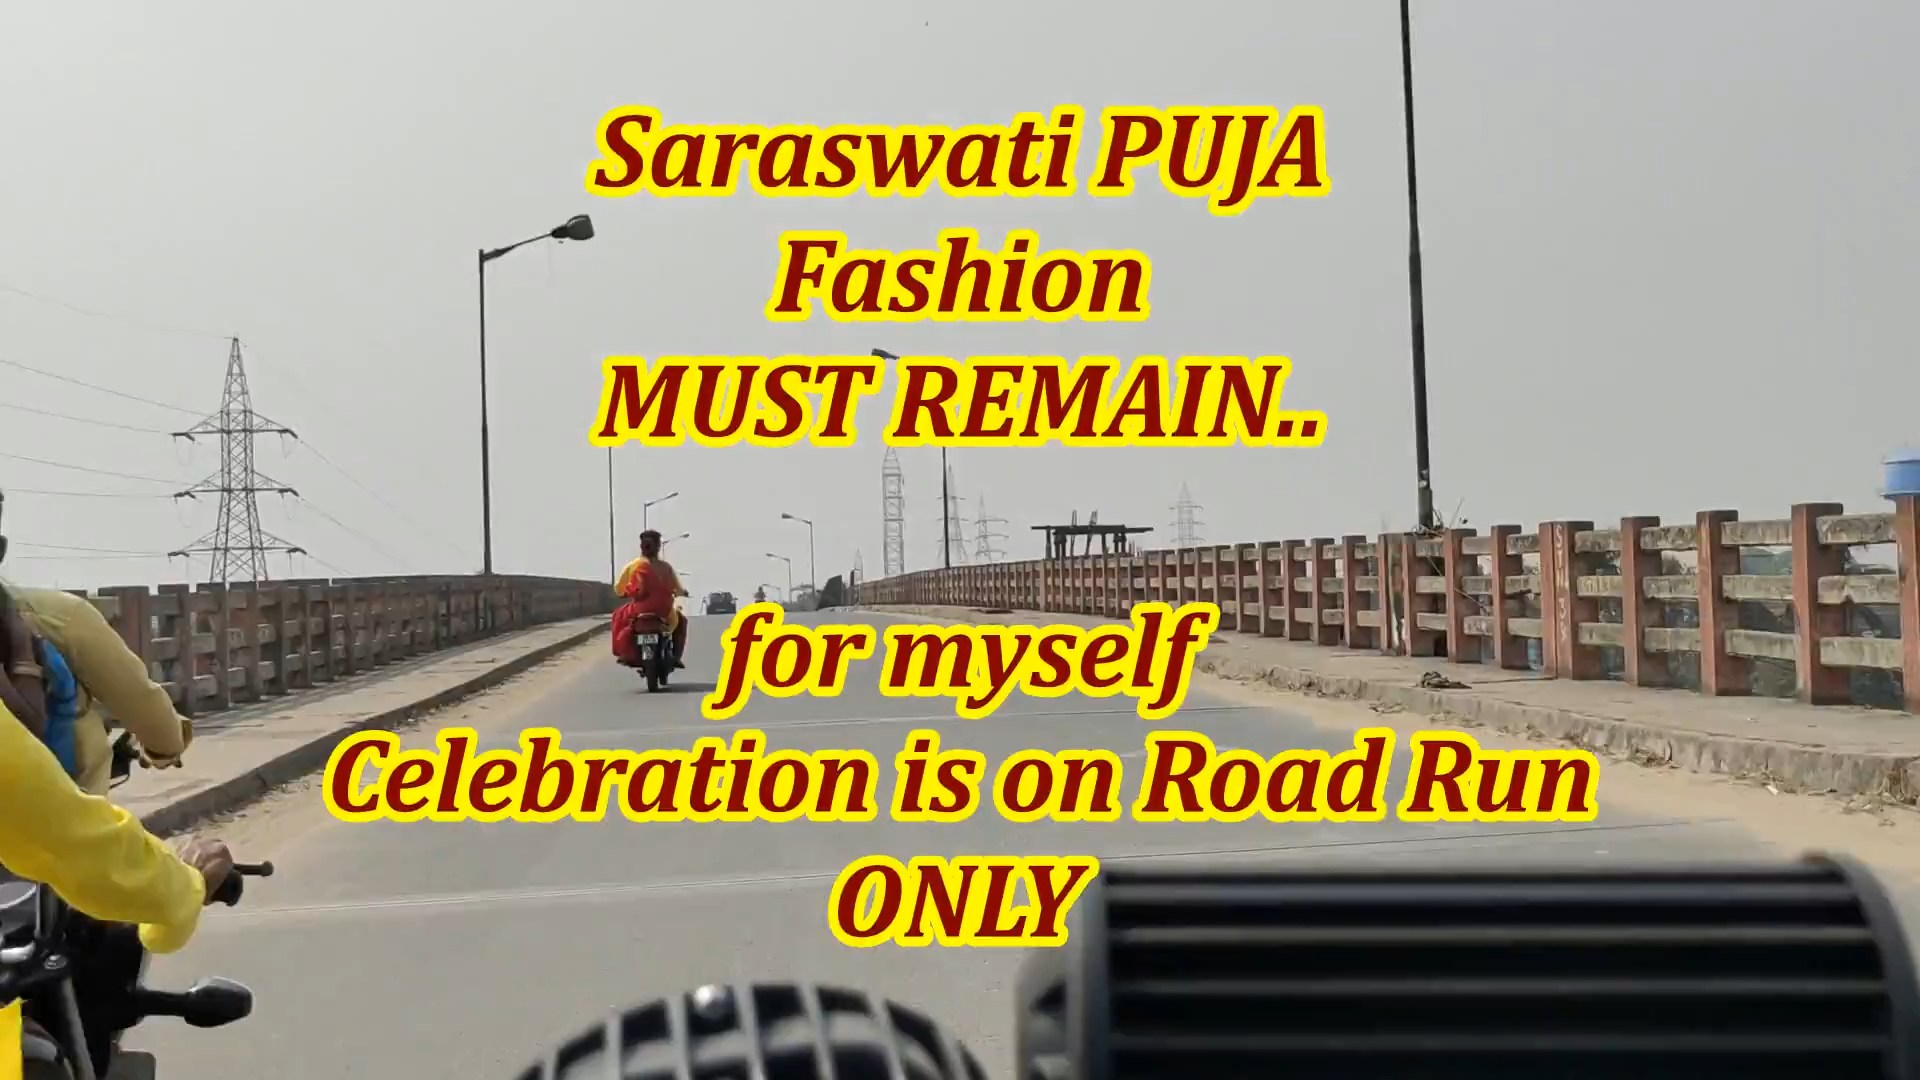 Saraswati PUJA
Fashion
MUST REMAIN..
for myself
Celebration is on Road Run
ONLY